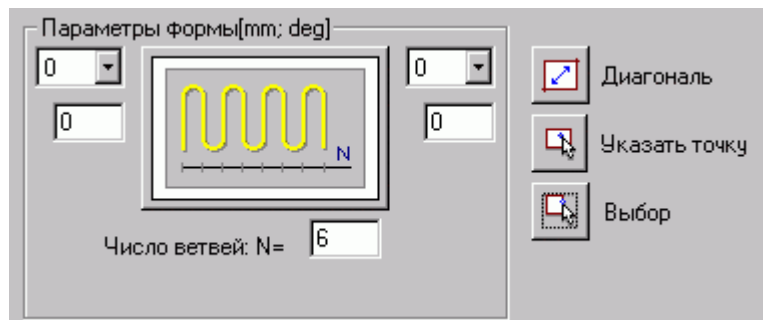 Параметры формы[mm; deg]
0 0
0 0
N
Число ветвей: N= 6
Диагональ
Указать точку
Выбор